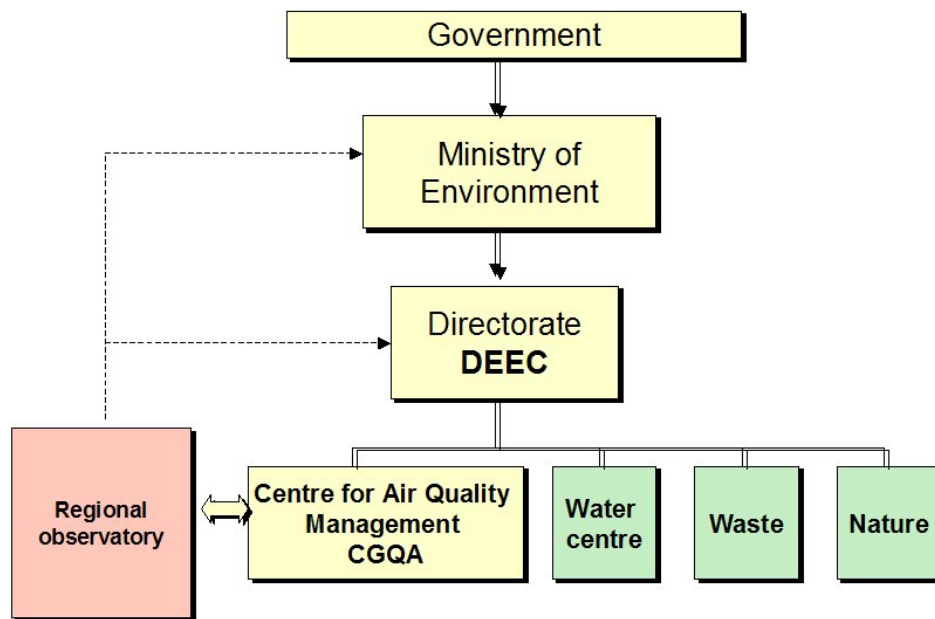 Government
Ministry of
Environment
Directorate
DEEC
Regional
observatory
Centre for Air Quality
Management
CGQA
Water
centre
Waste
Nature